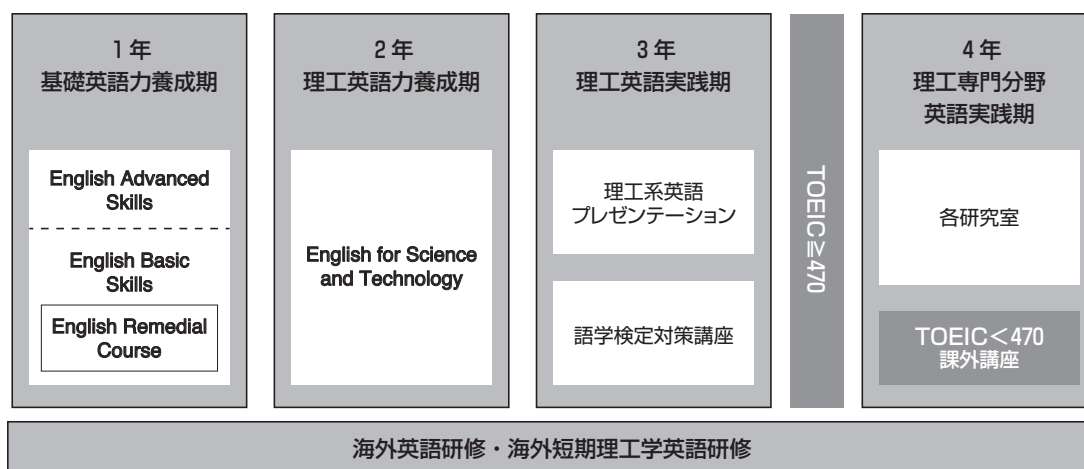 1年
基礎英語力養成期
English Advanced
Skills
English Basic
Skills
English Remedial
Course
2年
理工英語力養成期
English for Science
and Technology
3年
理工英語実践期
理工系英語
プレゼンテーション
語学検定対策講座
TOEIC≧470
4年
理工専門分野
英語実践期
各研究室
TOEIC<470
課外講座
海外英語研修・海外短期理工学英語研修